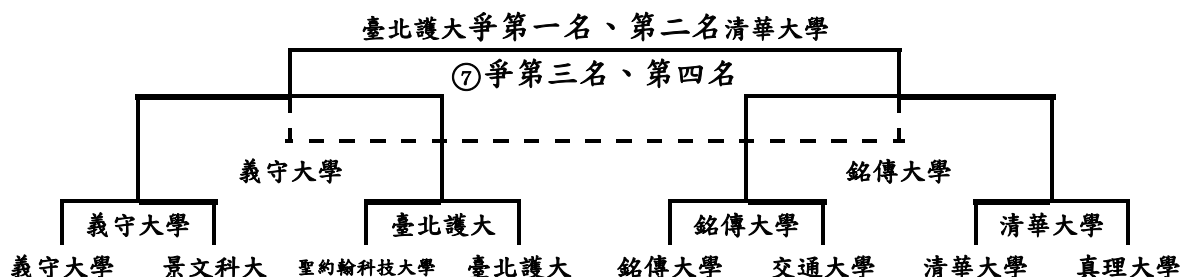 臺北護大爭第一名、第二名清華大學
⑦爭第三名、第四名
義守大學 銘傳大學
義守大學 臺北護大 銘傳大學 清華大學
義守大學 景文科大 聖約翰科技大學 臺北護大 銘傳大學 交通大學 清華大學 真理大學